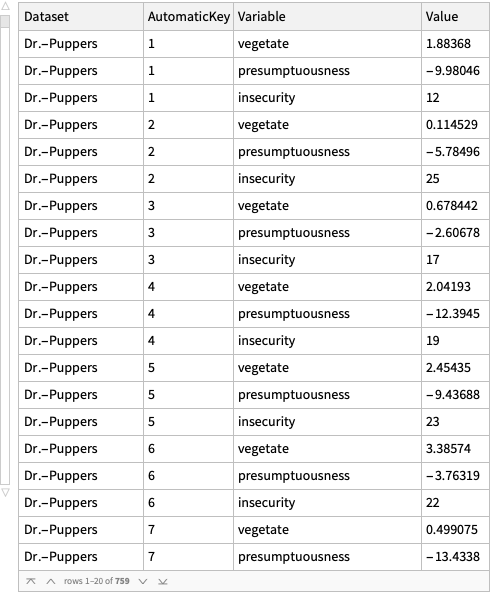 Dataset AutomaticKey Variable Value
Dr.–Puppers 1 vegetate 1.88368
Dr.–Puppers 1 presumptuousness −9.98046
Dr.–Puppers 1 insecurity 12
Dr.–Puppers 2 vegetate 0.114529
Dr.–Puppers 2 presumptuousness −5.78496
Dr.–Puppers 2 insecurity 25
Dr.–Puppers 3 vegetate 0.678442
Dr.–Puppers 3 presumptuousness −2.60678
Dr.–Puppers 3 insecurity 17
Dr.–Puppers 4 vegetate 2.04193
Dr.–Puppers 4 presumptuousness −12.3945
Dr.–Puppers 4 insecurity 19
Dr.–Puppers 5 vegetate 2.45435
Dr.–Puppers 5 presumptuousness −9.43688
Dr.–Puppers 5 insecurity 23
Dr.–Puppers 6 vegetate 3.38574
Dr.–Puppers 6 presumptuousness −3.76319
Dr.–Puppers 6 insecurity 22
Dr.–Puppers 7 vegetate 0.499075
Dr.–Puppers 7 presumptuousness −13.4338
rows 1–20 of 759